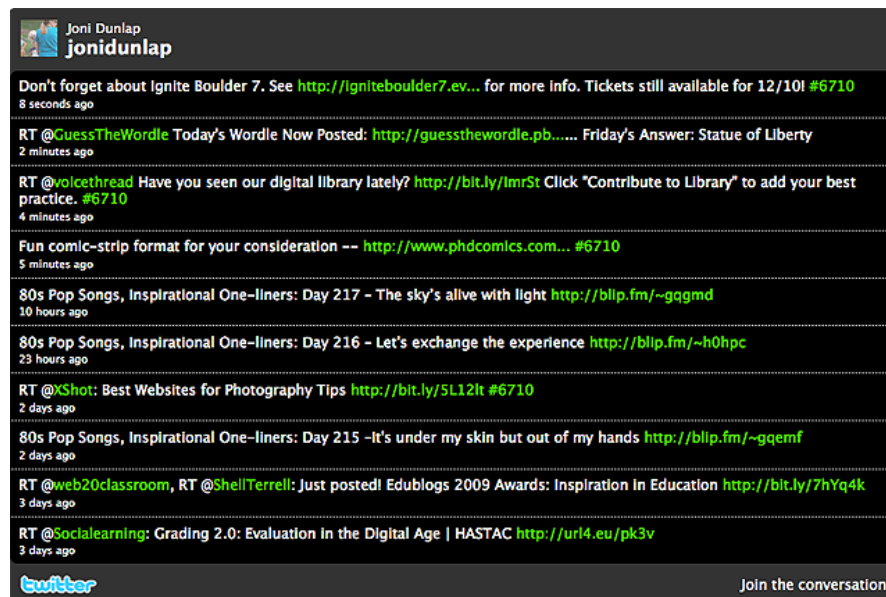 Joni Dunlap
jonidunlap
Don't forget about Ignite Boulder 7. See http://igniteboulder7.ev... for more info. Tickets still available for 12/10! #6710
8 seconds ago
RT @GuessTheWordle Today's Wordle Now Posted: http://guessthewordle.pb...... Friday's Answer: Statue of Liberty
2 minutes ago
RT @voicethread Have you seen our digital library lately? http://bit.ly/ImrSt Click "Contribute to Library" to add your best
practice. #6710
4 minutes ago
Fun comic-strip format for your consideration -- http://www.phdcomics.com... #6710
5 minutes ago
80s Pop Songs, Inspirational One-liners: Day 217 - The sky's alive with light http://blip.fm/~gqgmd
10 hours ago
80s Pop Songs, Inspirational One-liners: Day 216 - Let's exchange the experience http://blip.fm/~h0hpc
23 hours ago
RT @XShot: Best Websites for Photography Tips http://bit.ly/5L12lt #6710
2 days ago
80s Pop Songs, Inspirational One-liners: Day 215 -It's under my skin but out of my hands http://blip.fm/~gqemf
2 days ago
RT @web20classroom, RT @ShellTerrell: Just posted! Edublogs 2009 Awards: Inspiration in Education http://bit.ly/7hYq4k
3 days ago
RT @Socialearning: Grading 2.0: Evaluation in the Digital Age | HASTAC http://url4.eu/pk3v
3 days ago
twitter
Join the conversation